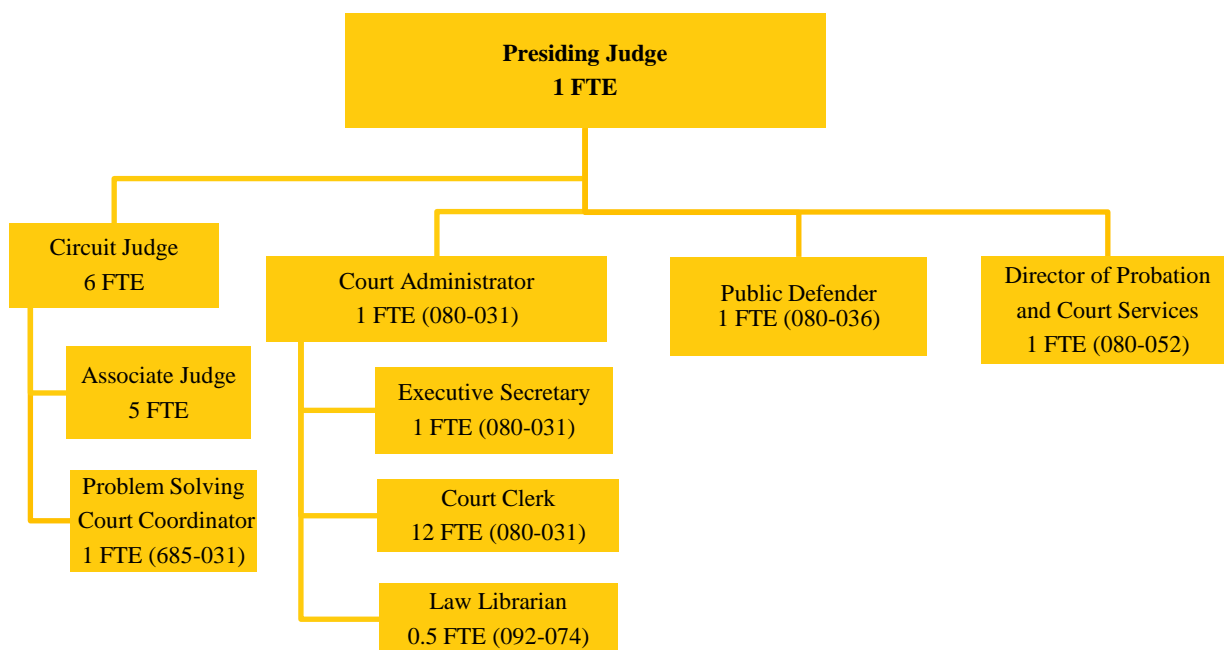 Presiding Judge
1 FTE
Circuit Judge
6 FTE
Associate Judge
5 FTE
Problem Solving
Court Coordinator
1 FTE (685-031)
Court Administrator
1 FTE (080-031)
Executive Secretary
1 FTE (080-031)
Court Clerk
12 FTE (080-031)
Law Librarian
0.5 FTE (092-074)
Public Defender
1 FTE (080-036)
Director of Probation
and Court Services
1 FTE (080-052)